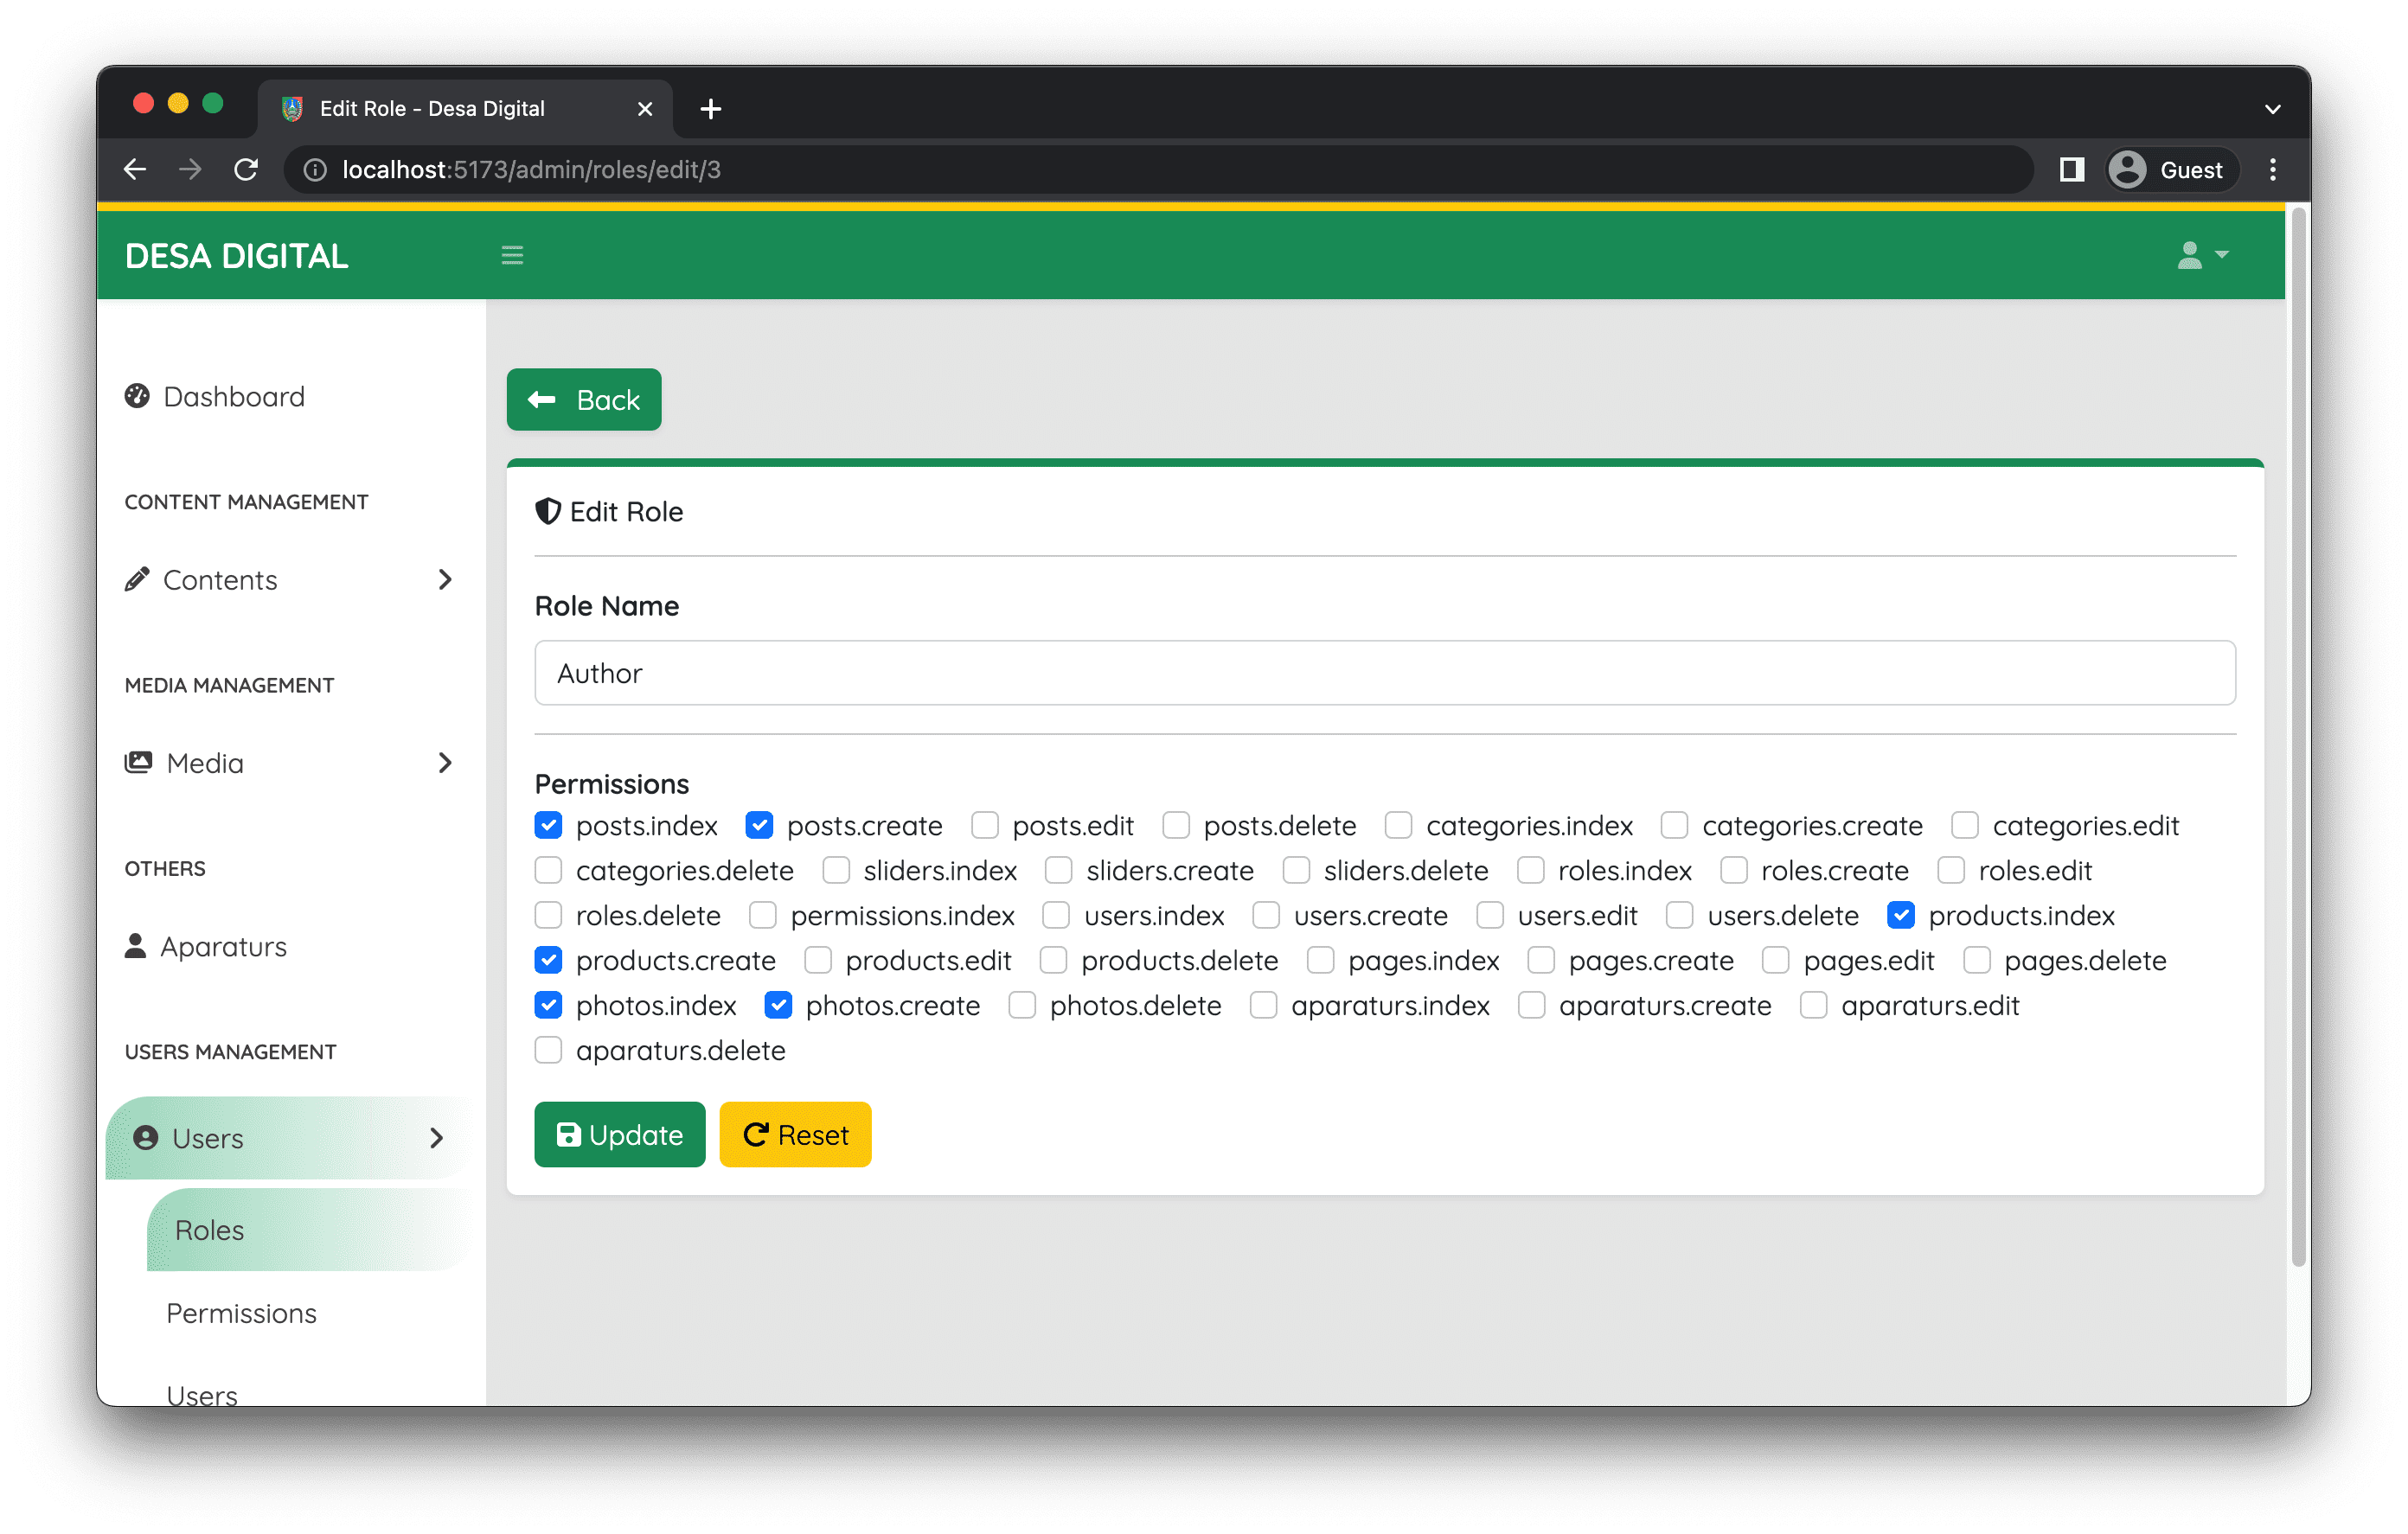 Edit Role - Desa Digital
localhost:5173/admin/roles/edit/3
Guest
DESA DIGITAL
Dashboard
CONTENT MANAGEMENT
Contents
MEDIA MANAGEMENT
Media
OTHERS
Aparaturs
USERS MANAGEMENT
Users
Roles
Permissions
Users
Back
Edit Role
Role Name
Author
Permissions
posts.index posts.create posts.edit posts.delete categories.index categories.create categories.edit
categories.delete sliders.index sliders.create sliders.delete roles.index roles.create roles.edit
roles.delete permissions.index users.index users.create users.edit users.delete products.index
products.create products.edit products.delete pages.index pages.create pages.edit pages.delete
photos.index photos.create photos.delete aparaturs.index aparaturs.create aparaturs.edit
aparaturs.delete
Update Reset